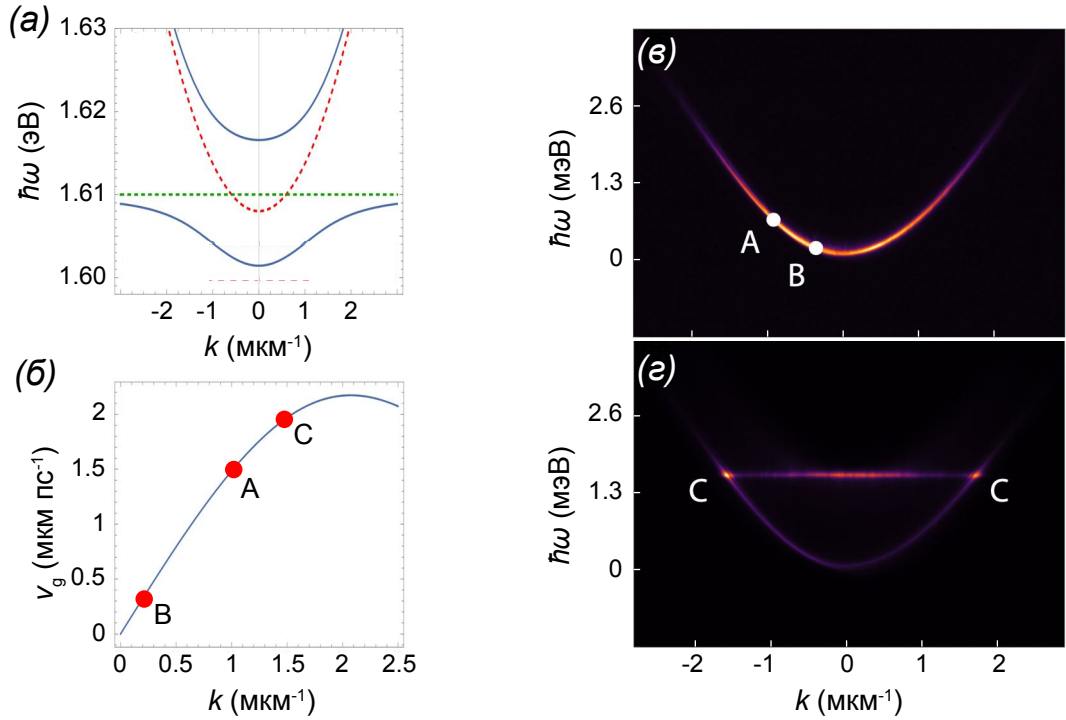 (а)
1.63
1.62
1.61
1.60
ħω (эВ)
-2 -1 0 1 2
k (мкм-1)
(б)
2
1.5
1
0.5
0
vg (мкм пс-1)
B
A
C
0 0.5 1 1.5 2 2.5
k (мкм-1)
(в)
2.6
1.3
0
ħω (мэВ)
A
B
(г)
2.6
1.3
0
ħω (мэВ)
C
C
-2 -1 0 1 2
k (мкм-1)